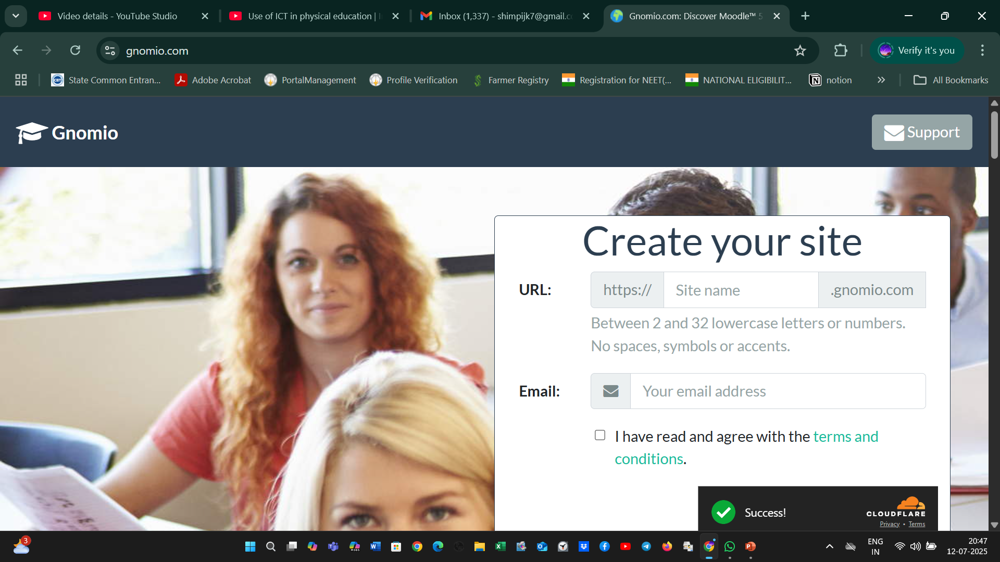 Video details - YouTube Studio
Use of ICT in physical education |
Inbox (1,337) - shimpijk7@gmail.c
Gnomio.com: Discover Moodle™ 5
gnomio.com
Verify it's you
State Common Entran...
Adobe Acrobat
PortalManagement
Profile Verification
Farmer Registry
Registration for NEET(...
NATIONAL ELIGIBILIT...
notion
All Bookmarks
Gnomio
Support
Create your site
URL:
https://
Site name
.gnomio.com
Between 2 and 32 lowercase letters or numbers.
No spaces, symbols or accents.
Email:
Your email address
I have read and agree with the terms and
conditions.
Success!
CLOUDFLARE
Privacy • Terms
3
M365
ENG
IN
20:47
12-07-2025